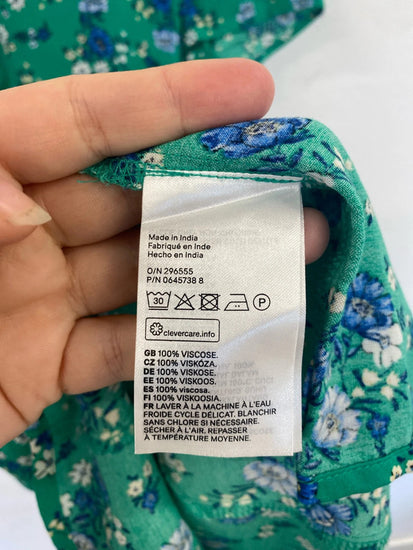 Made in India
Fabriqué en Inde
Hecho en India
O/N 296555
P/N 0645738 8
30 P
clevercare.info
GB 100% VISCOSE.
CZ 100% VISKÓZA.
DE 100% VISKOSE.
EE 100% VISKOOS.
ES 100% viscosa.
FI 100% VISKOOSIA.
FR LAVER À LA MACHINE À L'EAU
FROIDE CYCLE DÉLICAT. BLANCHIR
SANS CHLORE SI NÉCESSAIRE.
SÉCHER À L'AIR. REPASSER
À TEMPÉRATURE MOYENNE.